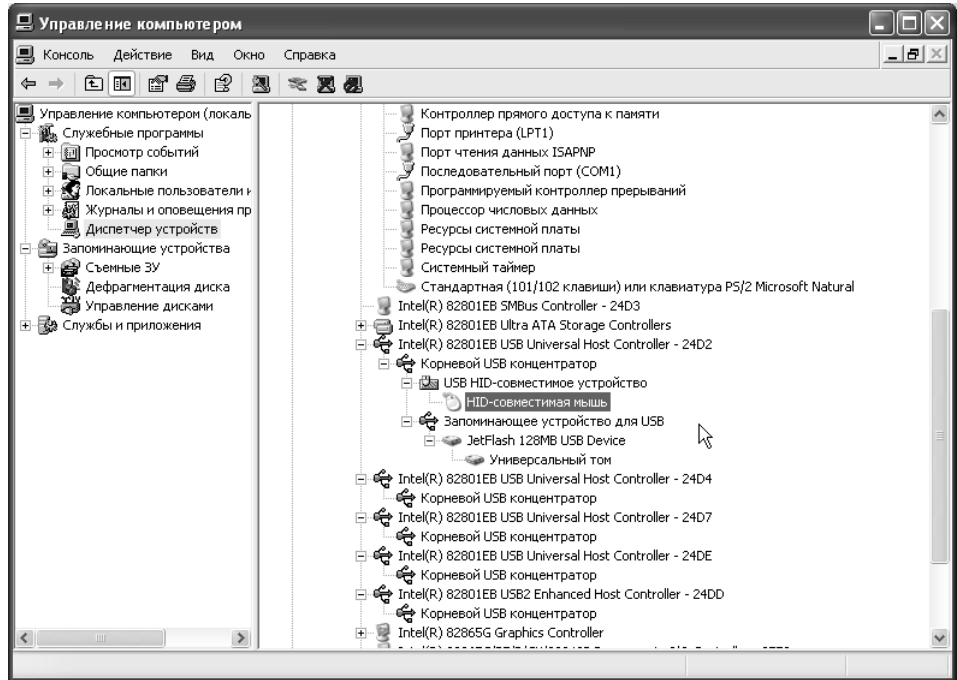 Управление компьютером
Консоль Действие Вид Окно Справка
Управление компьютером (локаль
Служебные программы
Просмотр событий
Общие папки
Локальные пользователи и
Журналы и оповещения пр
Диспетчер устройств
Запоминающие устройства
Съемные ЗУ
Дефрагментация диска
Управление дисками
Службы и приложения
Контроллер прямого доступа к памяти
Порт принтера (LPT1)
Порт чтения данных ISAPNP
Последовательный порт (COM1)
Программируемый контроллер прерываний
Процессор числовых данных
Ресурсы системной платы
Ресурсы системной платы
Системный таймер
Стандартная (101/102 клавиши) или клавиатура PS/2 Microsoft Natural
Intel(R) 82801EB SMBus Controller - 24D3
Intel(R) 82801EB Ultra ATA Storage Controllers
Intel(R) 82801EB USB Universal Host Controller - 24D2
Корневой USB концентратор
USB HID-совместимое устройство
HID-совместимая мышь
Запоминающее устройство для USB
JetFlash 128MB USB Device
Универсальный том
Intel(R) 82801EB USB Universal Host Controller - 24D4
Корневой USB концентратор
Intel(R) 82801EB USB Universal Host Controller - 24D7
Корневой USB концентратор
Intel(R) 82801EB USB Universal Host Controller - 24DE
Корневой USB концентратор
Intel(R) 82801EB USB2 Enhanced Host Controller - 24DD
Корневой USB концентратор
Intel(R) 82865G Graphics Controller